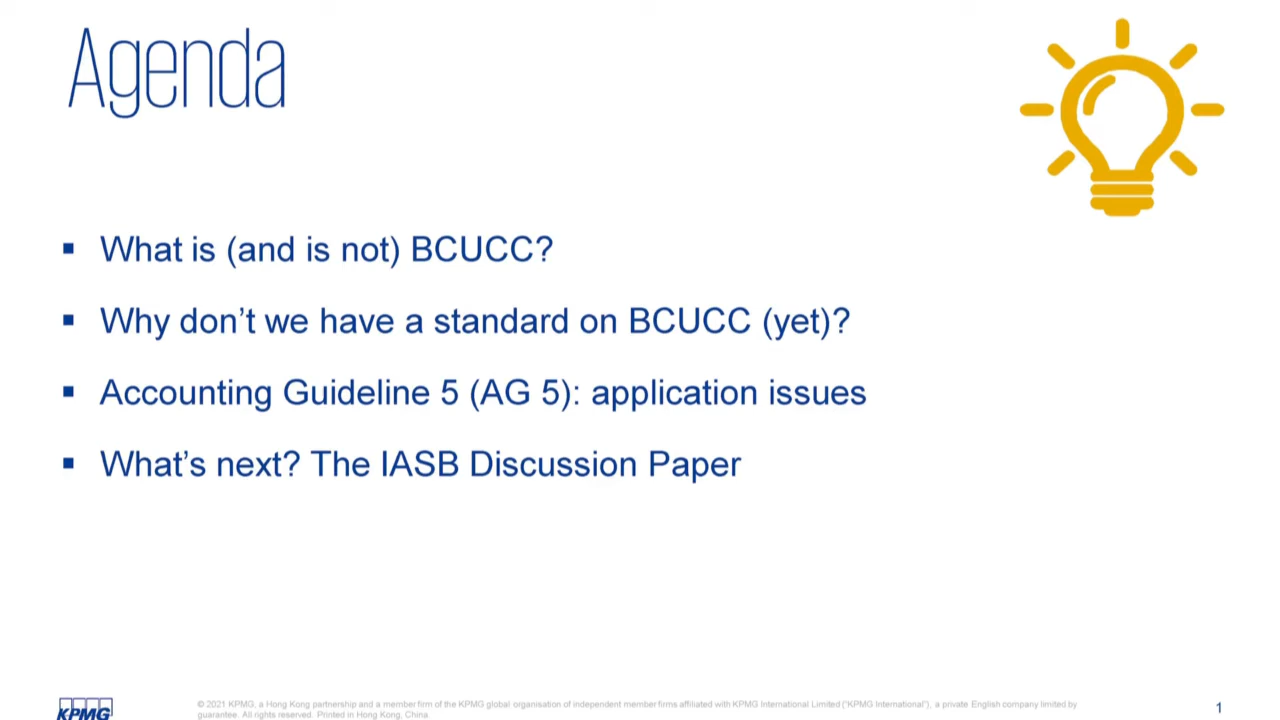 Agenda
▪ What is (and is not) BCUCC?
▪ Why don’t we have a standard on BCUCC (yet)?
▪ Accounting Guideline 5 (AG 5): application issues
▪ What’s next? The IASB Discussion Paper
KPMG
© 2021 KPMG, a Hong Kong partnership and a member firm of the KPMG global organisation of independent member firms affiliated with KPMG International Limited (“KPMG International”), a private English company limited by
guarantee. All rights reserved. Printed in Hong Kong, China.
1